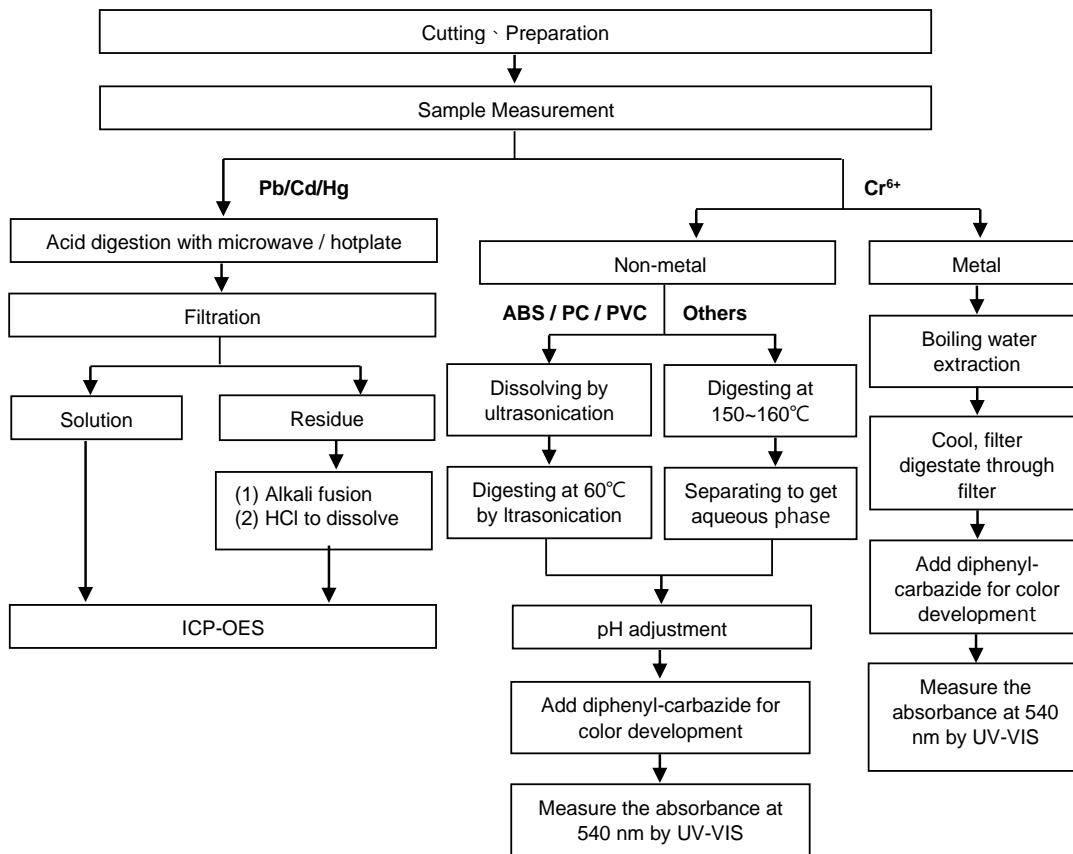 Cutting、Preparation
Sample Measurement
Pb/Cd/Hg
Cr⁶⁺
Acid digestion with microwave / hotplate
Non-metal
Metal
Filtration
ABS / PC / PVC
Others
Boiling water
extraction
Solution
Residue
Dissolving by
ultrasonication
Digesting at
150~160℃
Cool, filter
digestate through
filter
(1) Alkali fusion
(2) HCl to dissolve
Digesting at 60℃
by ltrasonication
Separating to get
aqueous phase
Add diphenyl-
carbazide for color
development
ICP-OES
pH adjustment
Add diphenyl-carbazide for
color development
Measure the
absorbance at 540
nm by UV-VIS
Measure the absorbance at
540 nm by UV-VIS